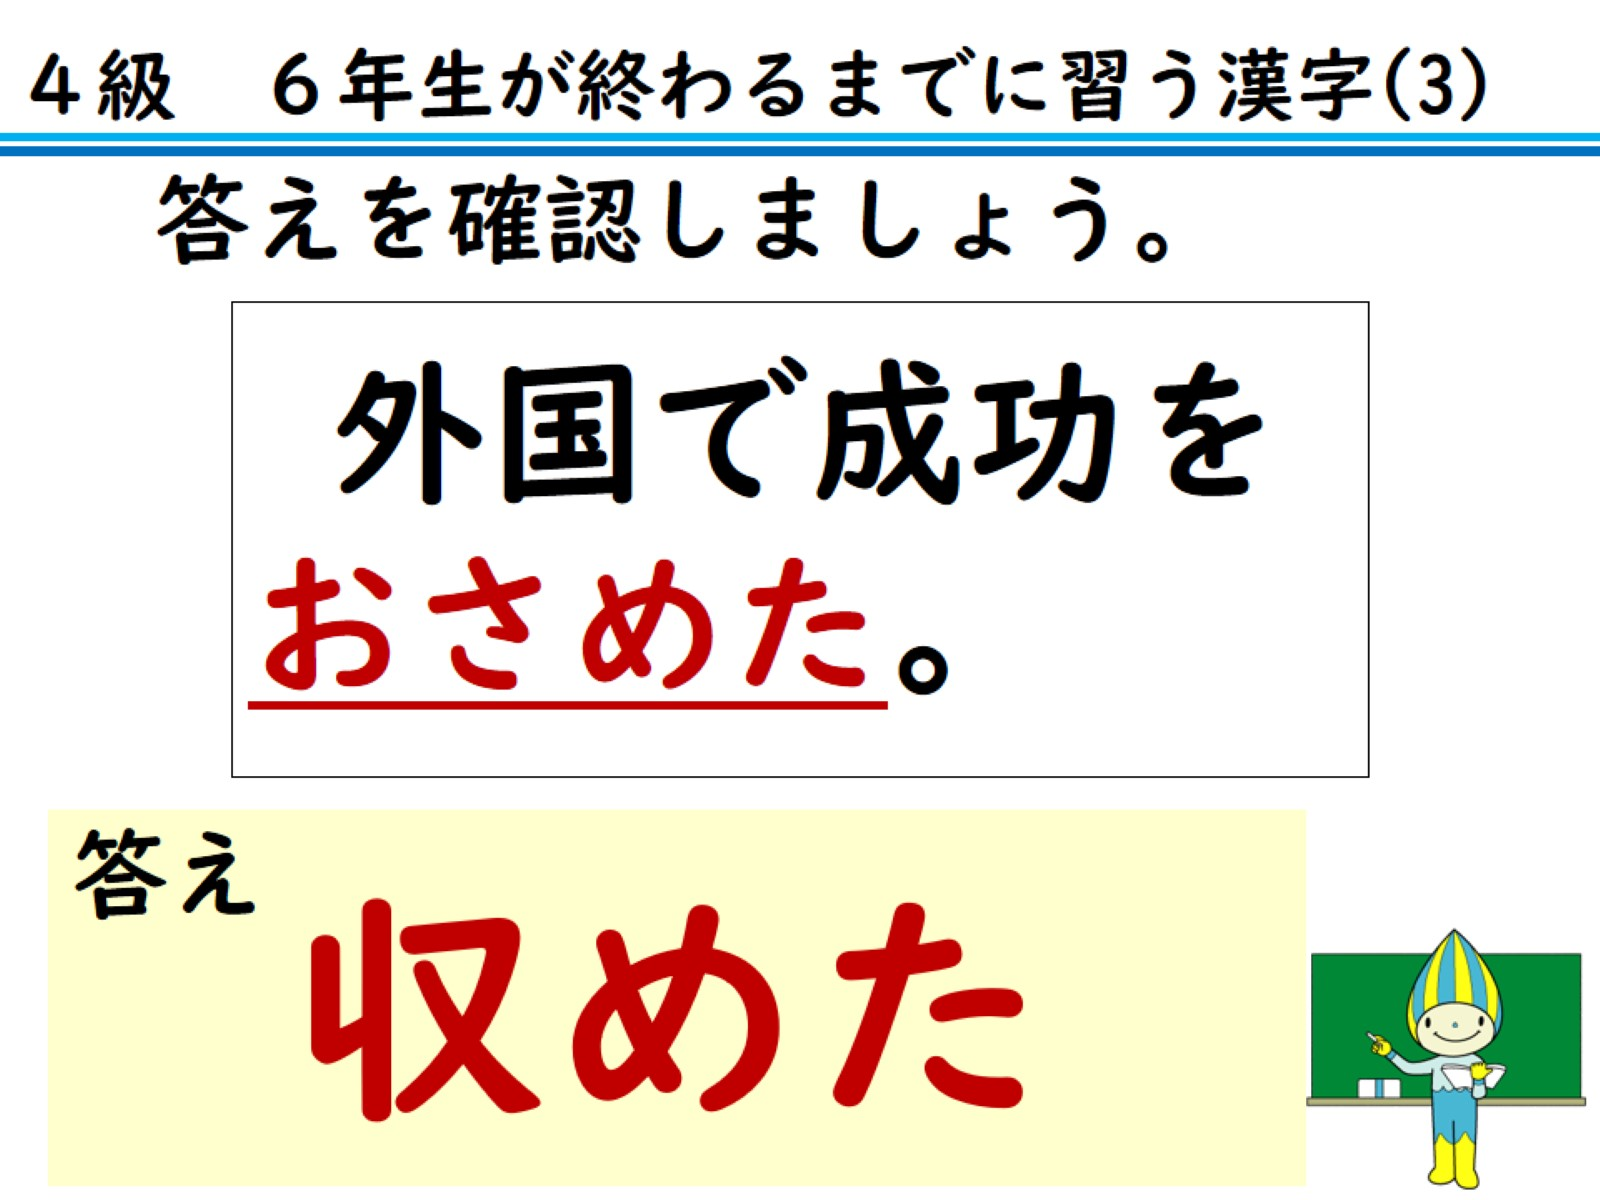 ４級　６年生が終わるまでに習う漢字(3)
答えを確認しましょう。
外国で成功を
おさめた。
答え
収めた